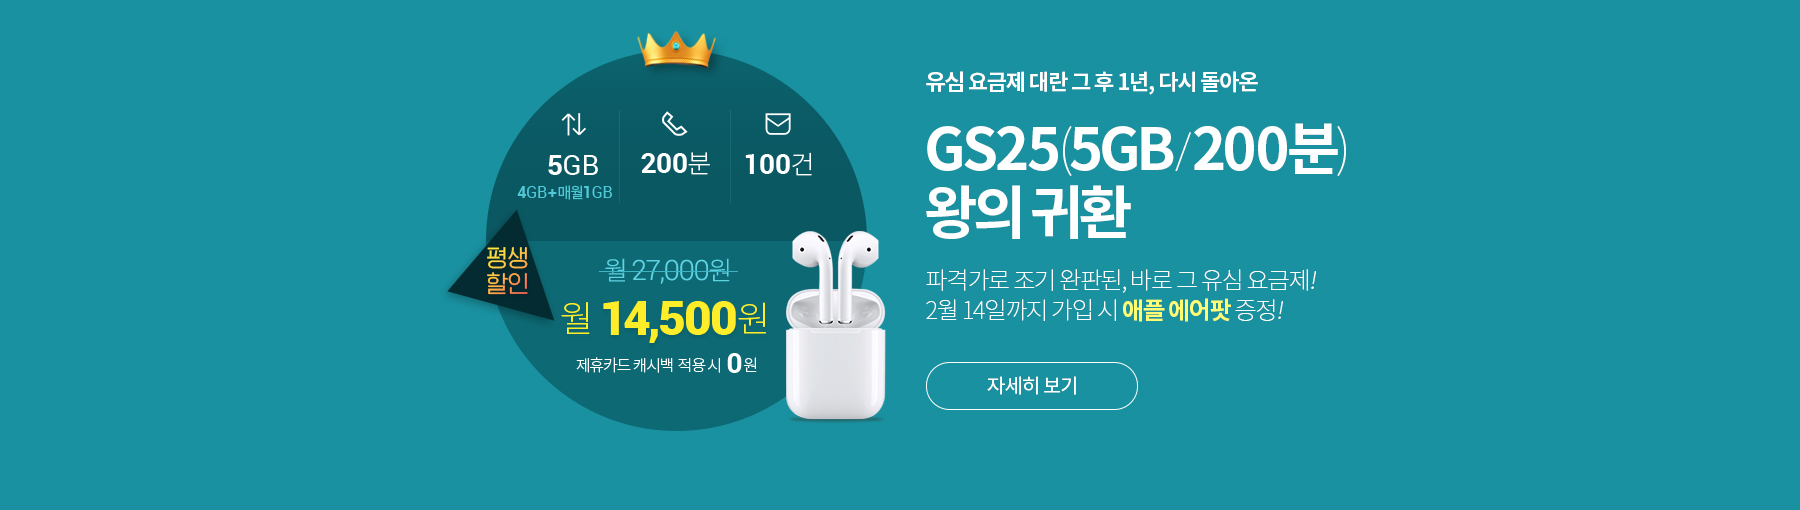 5GB
4GB+매월1GB
200분
100건
평생
할인
월 27,000원
월 14,500원
제휴카드 캐시백 적용 시 0원
유심 요금제 대란 그 후 1년, 다시 돌아온
GS25(5GB/200분)
왕의 귀환
파격가로 조기 완판된, 바로 그 유심 요금제!
2월 14일까지 가입 시 애플 에어팟 증정!
자세히 보기